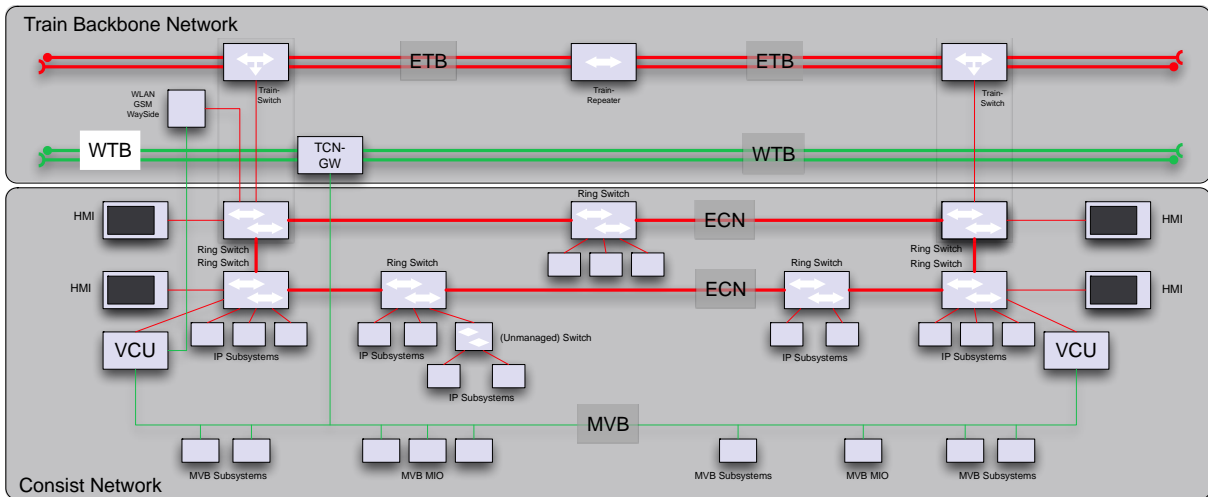 Train Backbone Network
ETB
ETB
Train-
Switch
Train-
Repeater
Train-
Switch
WLAN
GSM
WaySide
WTB
TCN-
GW
WTB
Ring Switch
HMI
ECN
HMI
Ring Switch
Ring Switch
Ring Switch
Ring Switch
Ring Switch
Ring Switch
HMI
ECN
HMI
VCU
IP Subsystems
IP Subsystems
(Unmanaged) Switch
IP Subsystems
IP Subsystems
VCU
IP Subsystems
MVB
MVB Subsystems
MVB MIO
MVB Subsystems
MVB MIO
MVB Subsystems
Consist Network